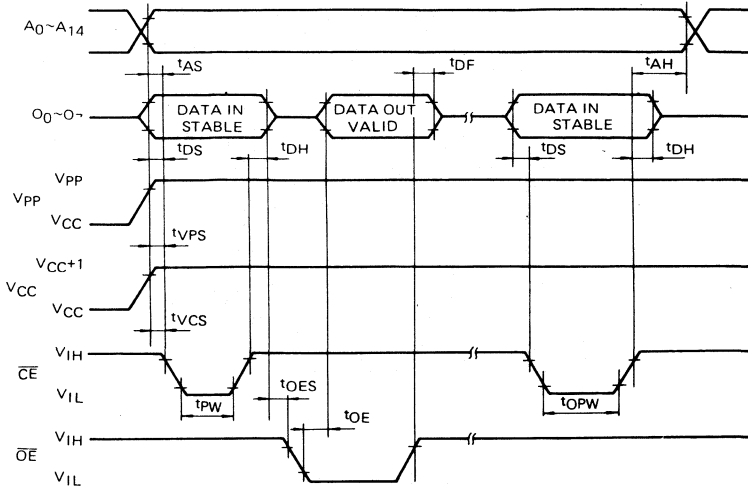 A0~A14
tAS
tDF
tAH
O0~O7
DATA IN STABLE
DATA OUT VALID
DATA IN STABLE
tDS
tDH
tDS
tDH
VPP
VPP
VCC
tVPS
VCC+1
VCC
VCC
tVCS
VIH
CE
VIL
tPW
tOES
tOPW
tOE
VIH
OE
VIL